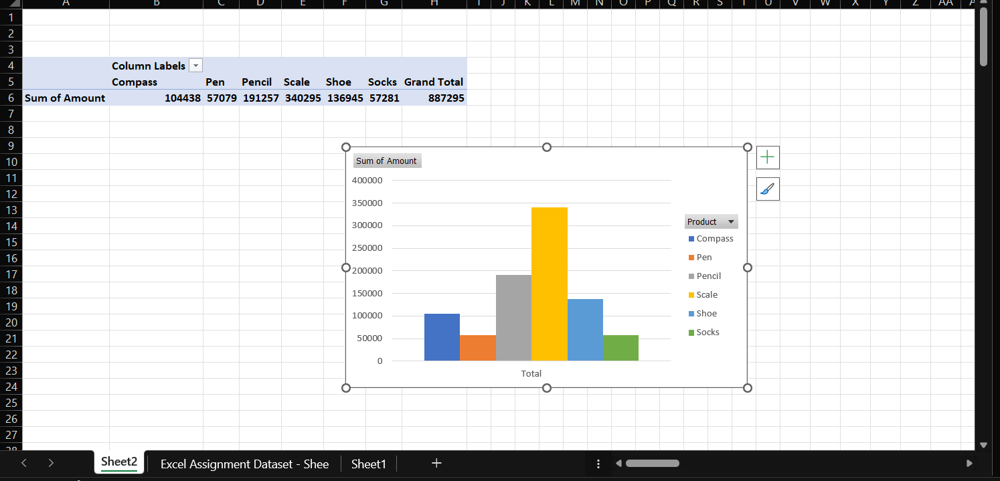 A B C D E F G H I J K L M N O P Q R S T U V W X Y Z AA
1
2
3
4 Column Labels
5 Compass Pen Pencil Scale Shoe Socks Grand Total
6 Sum of Amount 104438 57079 191257 340295 136945 57281 887295
7
8
9
10 Sum of Amount
11 400000
12
13 350000
14 300000 Product
15 250000 Compass
16 Pen
17 200000 Pencil
18 150000 Scale
19 Shoe
20 100000 Socks
21 50000
22
23 0
24 Total
25
26
27
28
Sheet2 Excel Assignment Dataset - Shee Sheet1